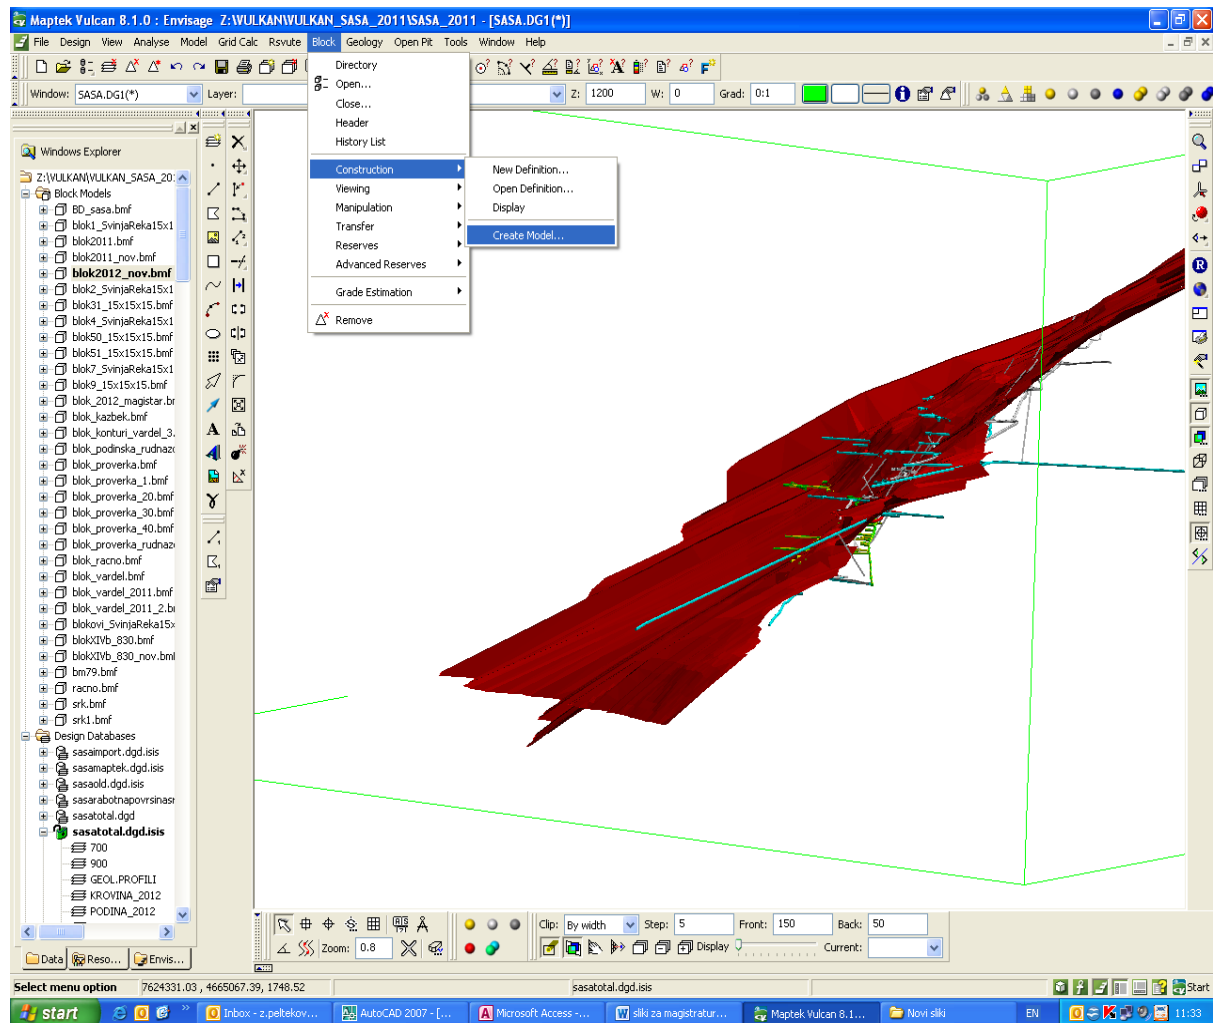 Maptek Vulcan 8.1.0 : Envisage Z:\VULKAN\VULKAN_SASA_2011\SASA_2011 - [SASA.DG1(*)]
File Design View Analyse Model Grid Calc Rsvute Block Geology Open Pit Tools Window Help
Window: SASA.DG1(*) Layer: Z: 1200 W: 0 Grad: 0:1
Directory
Open...
Close...
Header
History List
Construction
Viewing
Manipulation
Transfer
Reserves
Advanced Reserves
Grade Estimation
Remove
New Definition...
Open Definition...
Display
Create Model...
Windows Explorer
Z:\VULKAN\VULKAN_SASA_20
Block Models
BD_sasa.bmf
blok1_SvinjaReka15x1
blok2011.bmf
blok2011_nov.bmf
blok2012_nov.bmf
blok2_SvinjaReka15x1
blok31_15x15x15.bmf
blok4_SvinjaReka15x1
blok50_15x15x15.bmf
blok51_15x15x15.bmf
blok7_SvinjaReka15x1
blok9_15x15x15.bmf
blok_2012_magistar.br
blok_kazbek.bmf
blok_konturi_vardel_3.
blok_podinska_rudnaz
blok_proverka.bmf
blok_proverka_1.bmf
blok_proverka_20.bmf
blok_proverka_30.bmf
blok_proverka_40.bmf
blok_proverka_rudnaz
blok_racno.bmf
blok_vardel.bmf
blok_vardel_2011.bmf
blok_vardel_2011_2.b
blokovi_SvinjaReka15x
blokXIVb_830.bmf
blokXIVb_830_nov.bm
bm79.bmf
racno.bmf
srk.bmf
srk1.bmf
Design Databases
sasaimport.dgd.isis
sasamaptek.dgd.isis
sasaold.dgd.isis
sasarabotnapovrsinasr
sasatotal.dgd
sasatotal.dgd.isis
700
900
GEOL.PROFILI
KROVINA_2012
PODINA_2012
Data Reso... Envis...
Clip: By width Step: 5 Front: 150 Back: 50
Zoom: 0.8 Display Current:
Select menu option 7624331.03 , 4665067.39, 1748.52 sasatotal.dgd.isis Start
start Inbox - z.peltekov... AutoCAD 2007 - [... Microsoft Access -... sliki za magistratur... Maptek Vulcan 8.1... Novi sliki EN 11:33